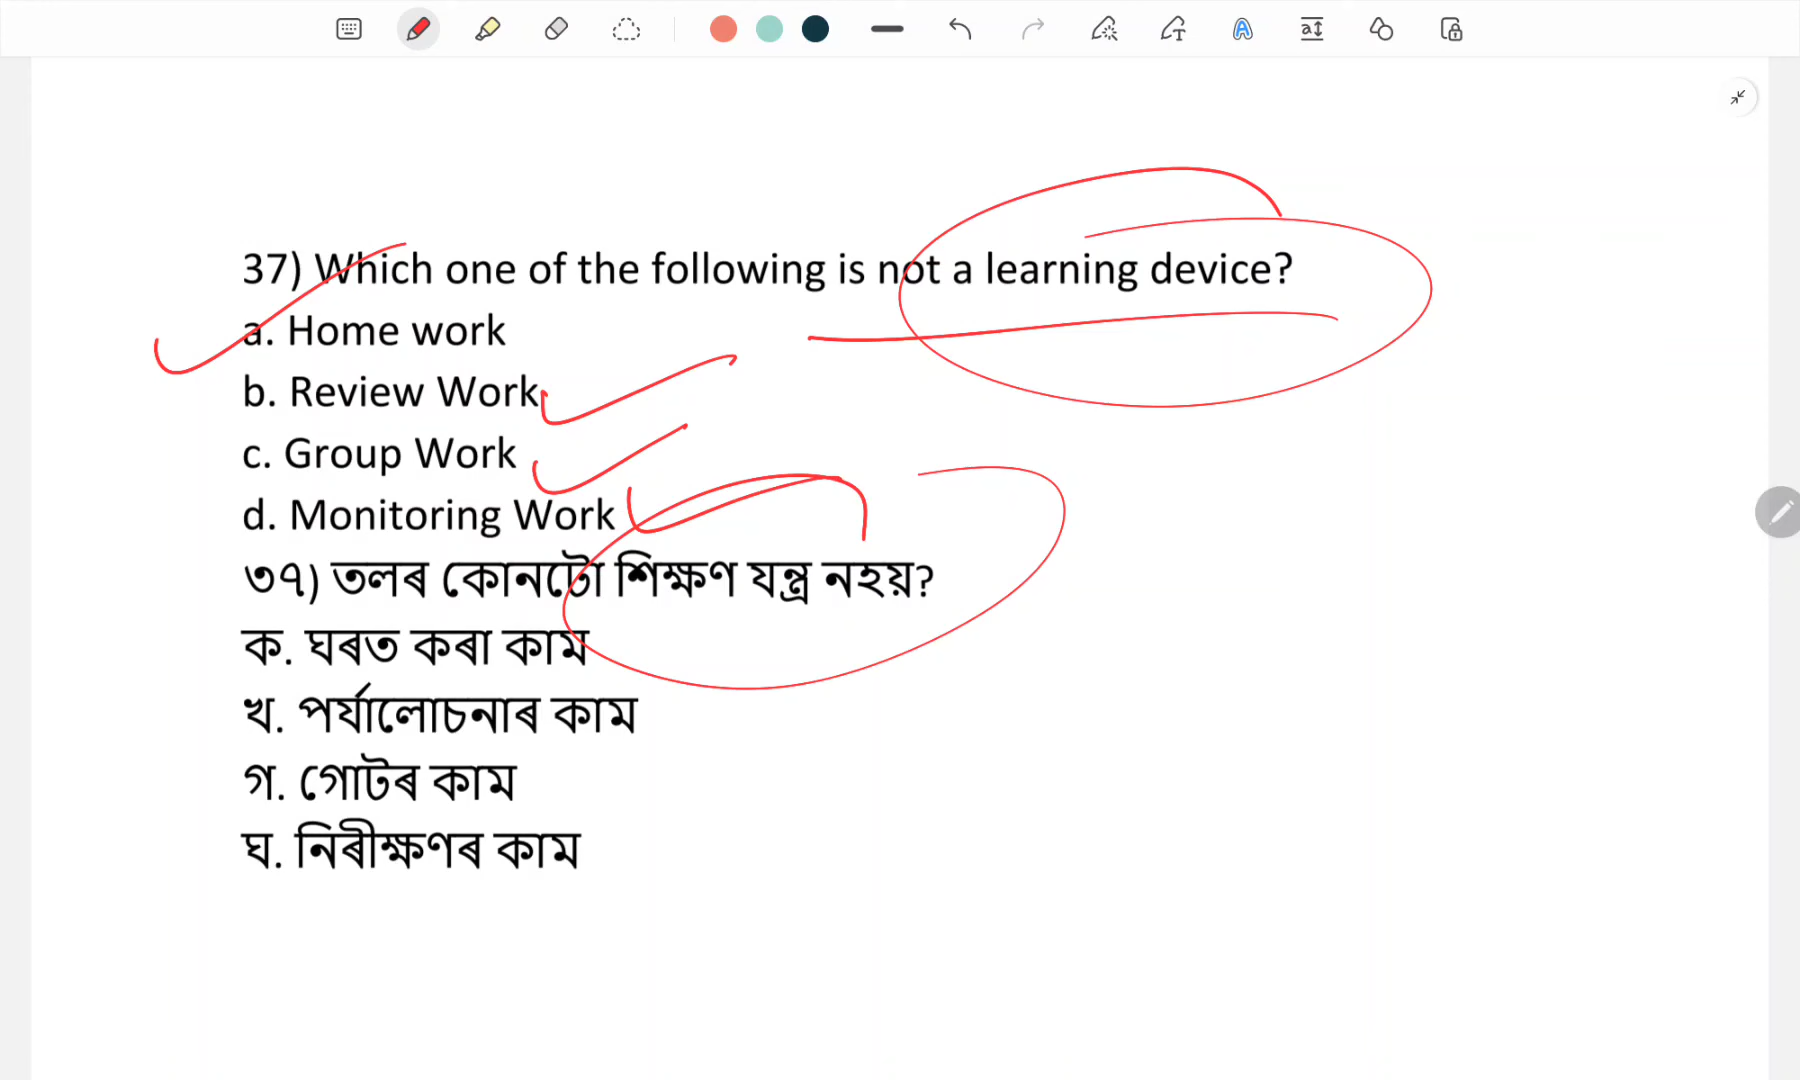 37) Which one of the following is not a learning device?
a. Home work
b. Review Work
c. Group Work
d. Monitoring Work
৩৭) তলৰ কোনটো শিক্ষণ যন্ত্ৰ নহয়?
ক. ঘৰত কৰা কাম
খ. পৰ্যালোচনাৰ কাম
গ. গোটৰ কাম
ঘ. নিৰীক্ষণৰ কাম